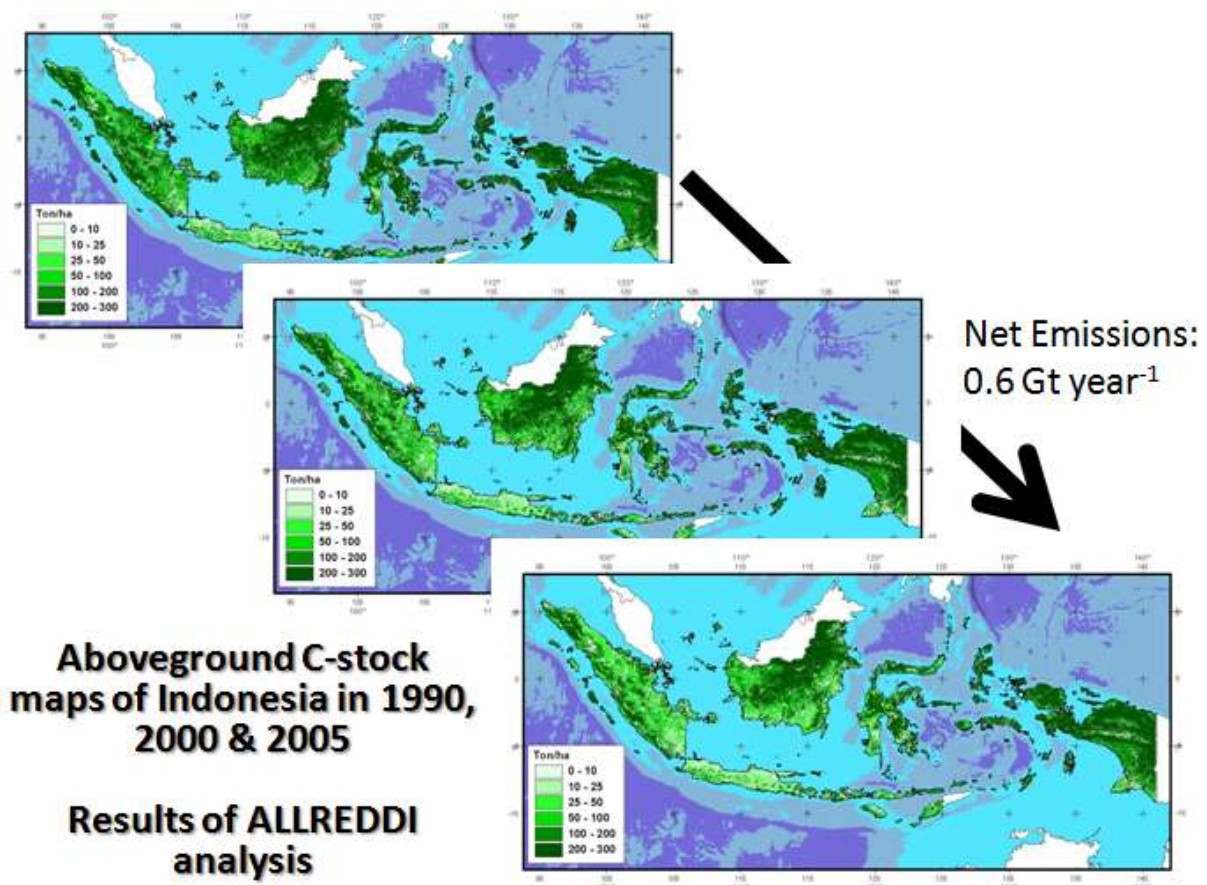 Ton/ha
0 - 10
10 - 25
25 - 50
50 - 100
100 - 200
200 - 300
Ton/ha
0 - 10
10 - 25
25 - 50
50 - 100
100 - 200
200 - 300
Net Emissions:
0.6 Gt year⁻¹
Ton/ha
0 - 10
10 - 25
25 - 50
50 - 100
100 - 200
200 - 300
Aboveground C-stock
maps of Indonesia in 1990,
2000 & 2005
Results of ALLREDDI
analysis